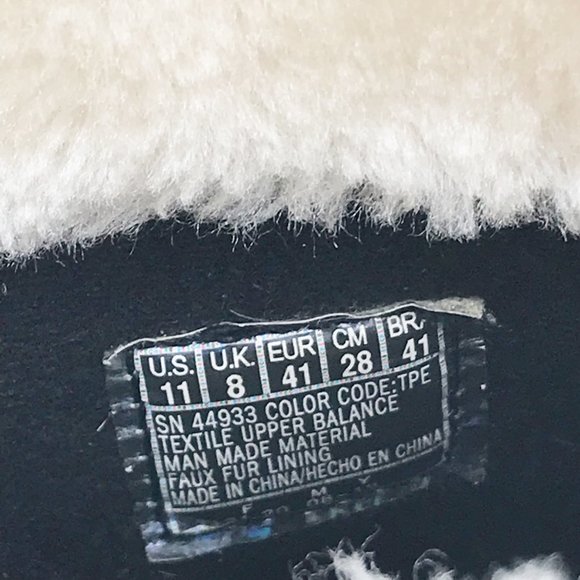 U.S. U.K. EUR CM BR.
11 8 41 28 41
SN 44933 COLOR CODE:TPE
TEXTILE UPPER BALANCE
MAN MADE MATERIAL
FAUX FUR LINING
MADE IN CHINA/HECHO EN CHINA